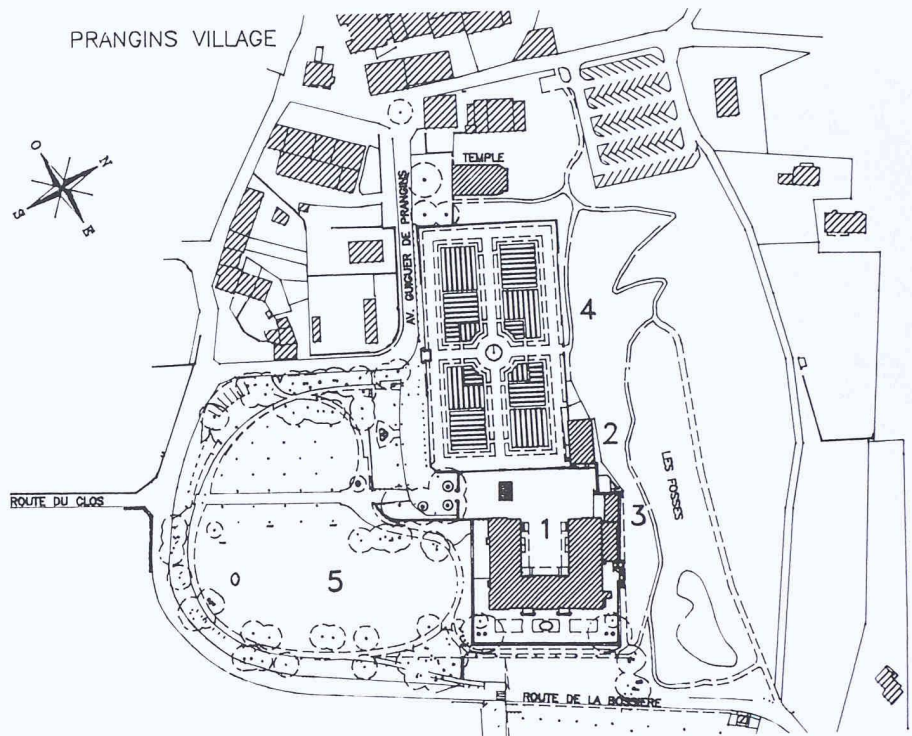 PRANGINS VILLAGE
O
N
S
E
TEMPLE
AV. GUIGUER DE PRANGINS
4
2
LES FOSSES
3
ROUTE DU CLOS
1
5
ROUTE DE LA BOSSIERE